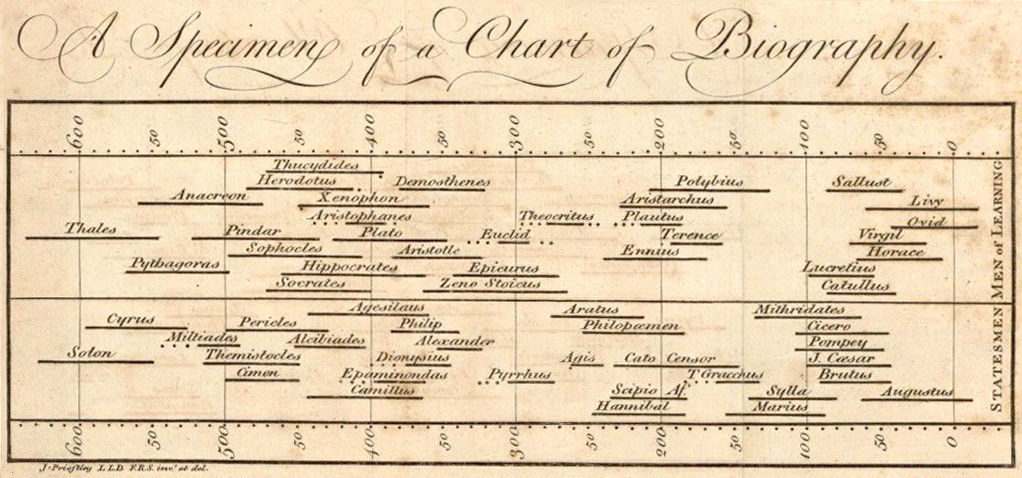 A Specimen of a Chart of Biography.
600 50 500 50 400 50 300 50 200 50 100 50 0
Thucydides
Herodotus Demosthenes Polybius Sallust
Anacreon Xenophon Aristarchus Livy
Aristophanes Theocritus Plautus Ovid
Thales Pindar Plato Euclid Terence Virgil
Sophocles Aristotle Ennius Horace
Pythagoras Hippocrates Epicurus Lucretius
Socrates Zeno Stoicus Catullus
MEN of LEARNING
Agesilaus Aratus Mithridates
Cyrus Pericles Philip Philopæmen Cicero
Miltiades Alcibiades Alexander Pompey
Solon Themistocles Dionysius Agis Cato Censor J. Cæsar
Cimon Epaminondas Pyrrhus T Gracchus Brutus
Camillus Scipio Af. Sylla Augustus
Hannibal Marius
STATESMEN
600 50 500 50 400 50 300 50 200 50 100 50 0
J. Priestley L.L.D. F.R.S. inv.t et del.